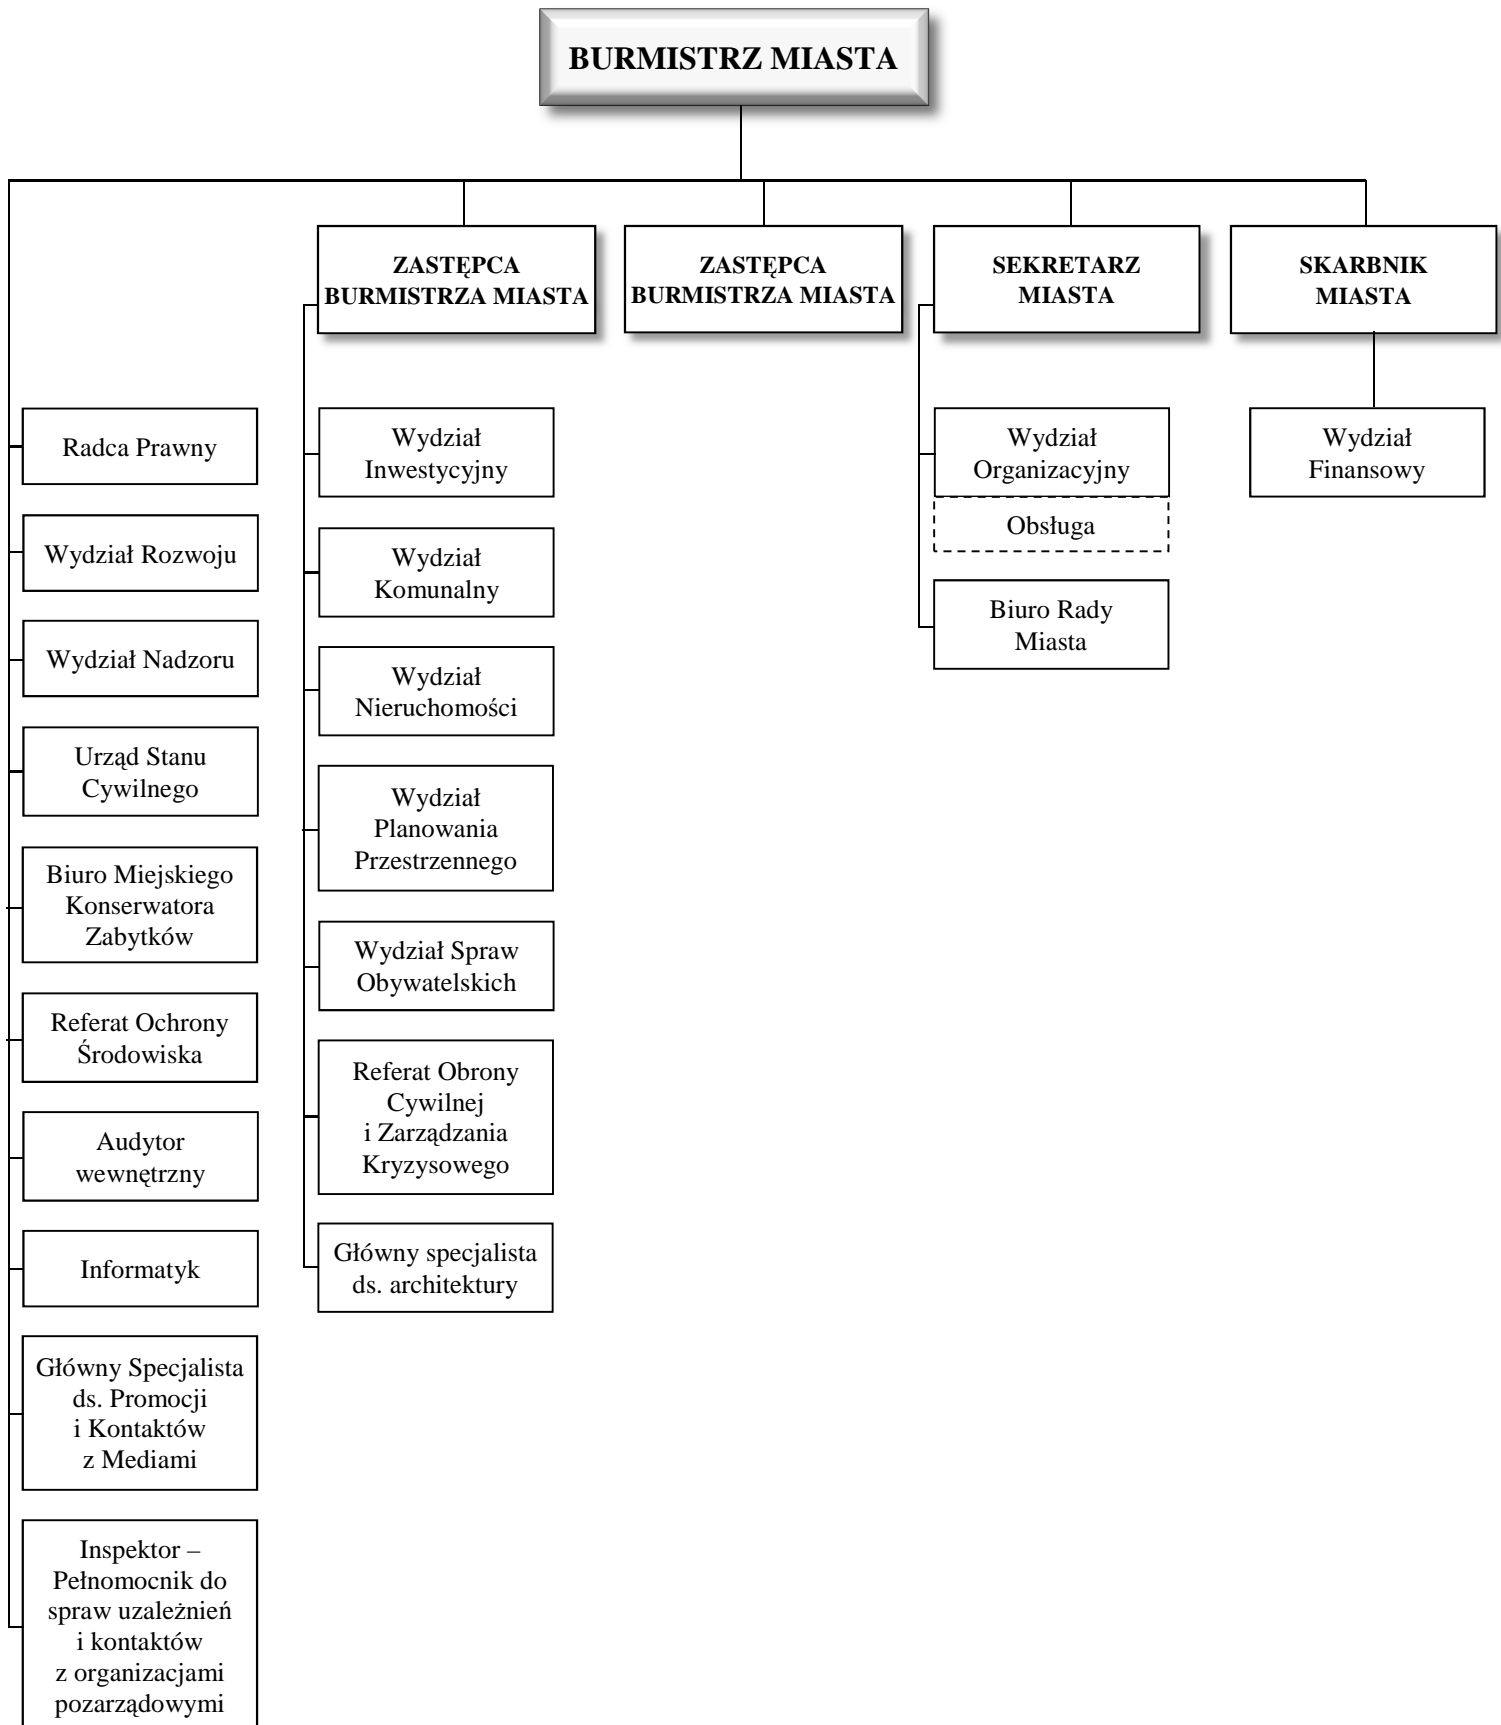 BURMISTRZ MIASTA
ZASTĘPCA
BURMISTRZA MIASTA
ZASTĘPCA
BURMISTRZA MIASTA
SEKRETARZ
MIASTA
SKARBNIK
MIASTA
Radca Prawny
Wydział Rozwoju
Wydział Nadzoru
Urząd Stanu
Cywilnego
Biuro Miejskiego
Konserwatora
Zabytków
Referat Ochrony
Środowiska
Audytor
wewnętrzny
Informatyk
Główny Specjalista
ds. Promocji
i Kontaktów
z Mediami
Inspektor –
Pełnomocnik do
spraw uzależnień
i kontaktów
z organizacjami
pozarządowymi
Wydział
Inwestycyjny
Wydział
Komunalny
Wydział
Nieruchomości
Wydział
Planowania
Przestrzennego
Wydział Spraw
Obywatelskich
Referat Obrony
Cywilnej
i Zarządzania
Kryzysowego
Główny specjalista
ds. architektury
Wydział
Organizacyjny
Obsługa
Biuro Rady
Miasta
Wydział
Finansowy